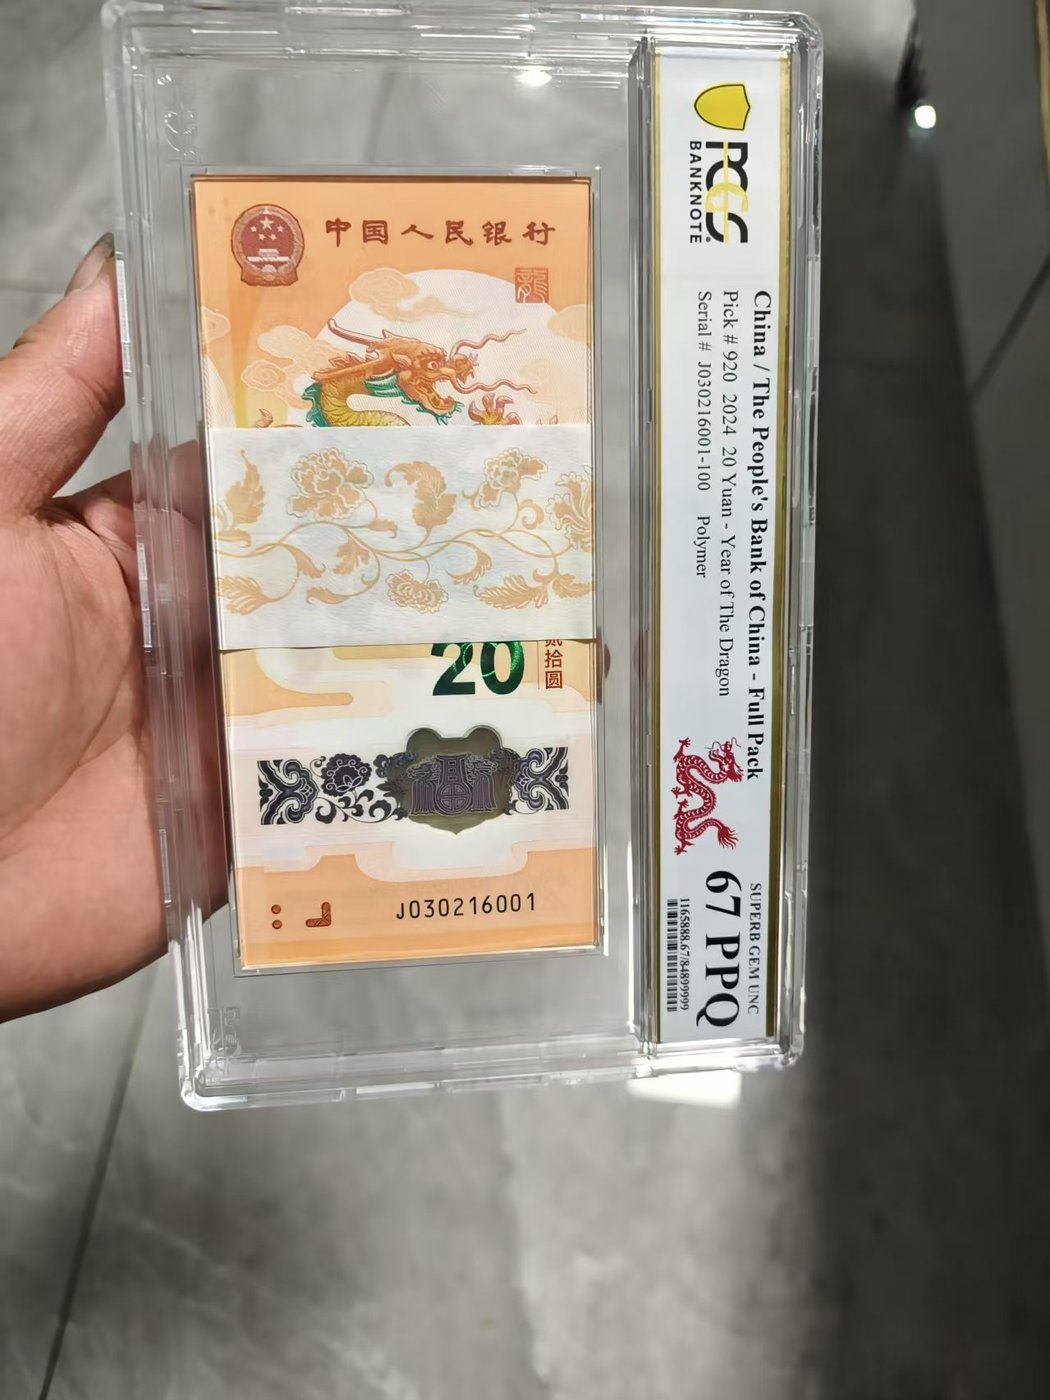 中国人民银行
龍
20
贰拾圆
J030216001
PCGS
BANKNOTE
China / The People's Bank of China - Full Pack
Pick # 920 2024 20 Yuan - Year of The Dragon
Serial # J030216001-100 Polymer
SUPERB GEM UNC
67 PPQ
1165888.67/84899999